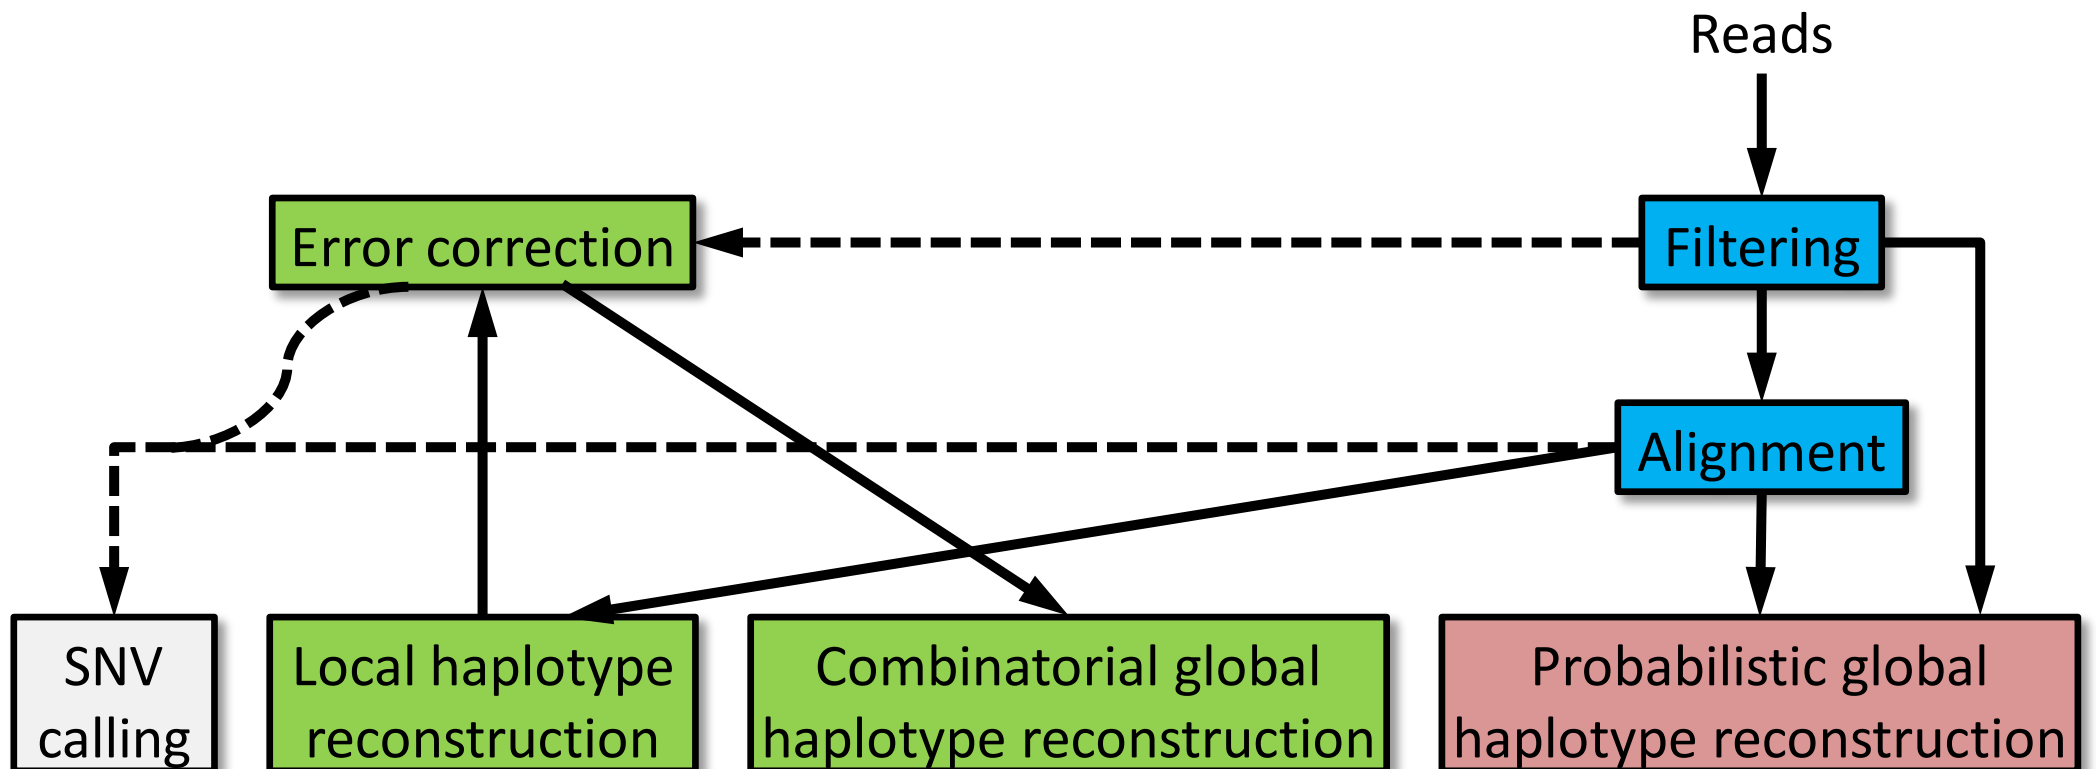 Reads
Error correction
Filtering
Alignment
SNV
calling
Local haplotype
reconstruction
Combinatorial global
haplotype reconstruction
Probabilistic global
haplotype reconstruction